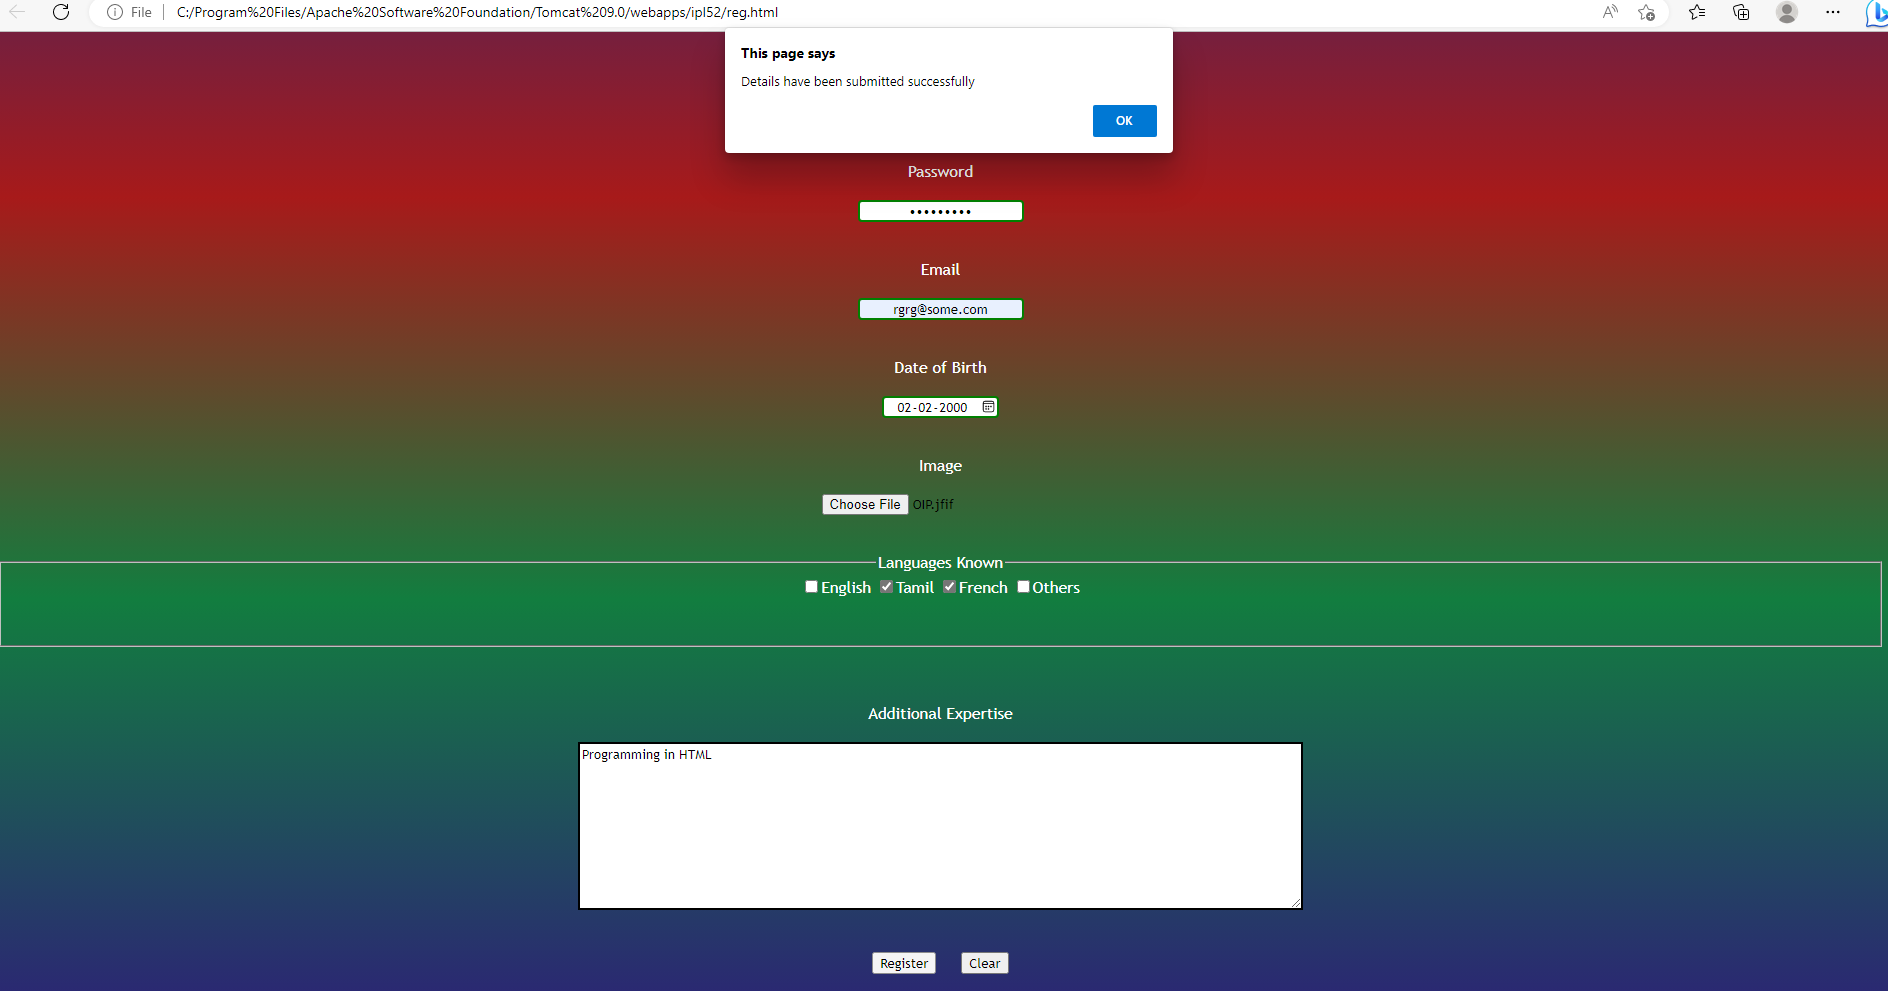 File C:/Program%20Files/Apache%20Software%20Foundation/Tomcat%209.0/webapps/ipl52/reg.html
This page says
Details have been submitted successfully
OK
Password
•••••••••
Email
rgrg@some.com
Date of Birth
02-02-2000
Image
Choose File OIP.jfif
Languages Known
English Tamil French Others
Additional Expertise
Programming in HTML
Register Clear